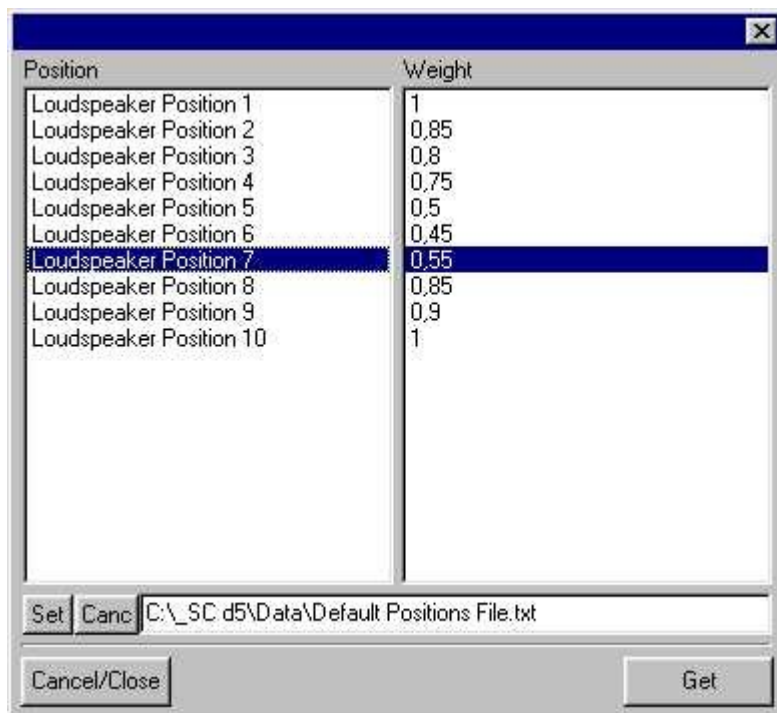 Position Weight
Loudspeaker Position 1 1
Loudspeaker Position 2 0,85
Loudspeaker Position 3 0,8
Loudspeaker Position 4 0,75
Loudspeaker Position 5 0,5
Loudspeaker Position 6 0,45
Loudspeaker Position 7 0,55
Loudspeaker Position 8 0,85
Loudspeaker Position 9 0,9
Loudspeaker Position 10 1
Set Canc C:\_SC d5\Data\Default Positions File.txt
Cancel/Close Get